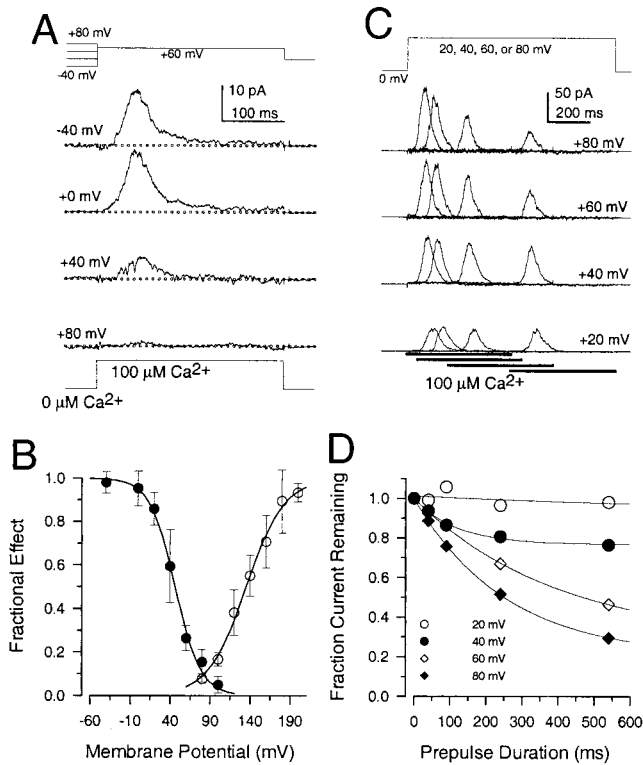 A
+80 mV
+60 mV
-40 mV
10 pA
100 ms
-40 mV
+0 mV
+40 mV
+80 mV
100 µM Ca2+
0 µM Ca2+
C
20, 40, 60, or 80 mV
0 mV
50 pA
200 ms
+80 mV
+60 mV
+40 mV
+20 mV
100 µM Ca2+
B
Fractional Effect
1.0
0.8
0.6
0.4
0.2
0.0
-60 -10 40 90 140 190
Membrane Potential (mV)
D
Fraction Current Remaining
1.0
0.8
0.6
0.4
0.2
0.0
20 mV
40 mV
60 mV
80 mV
0 100 200 300 400 500 600
Prepulse Duration (ms)